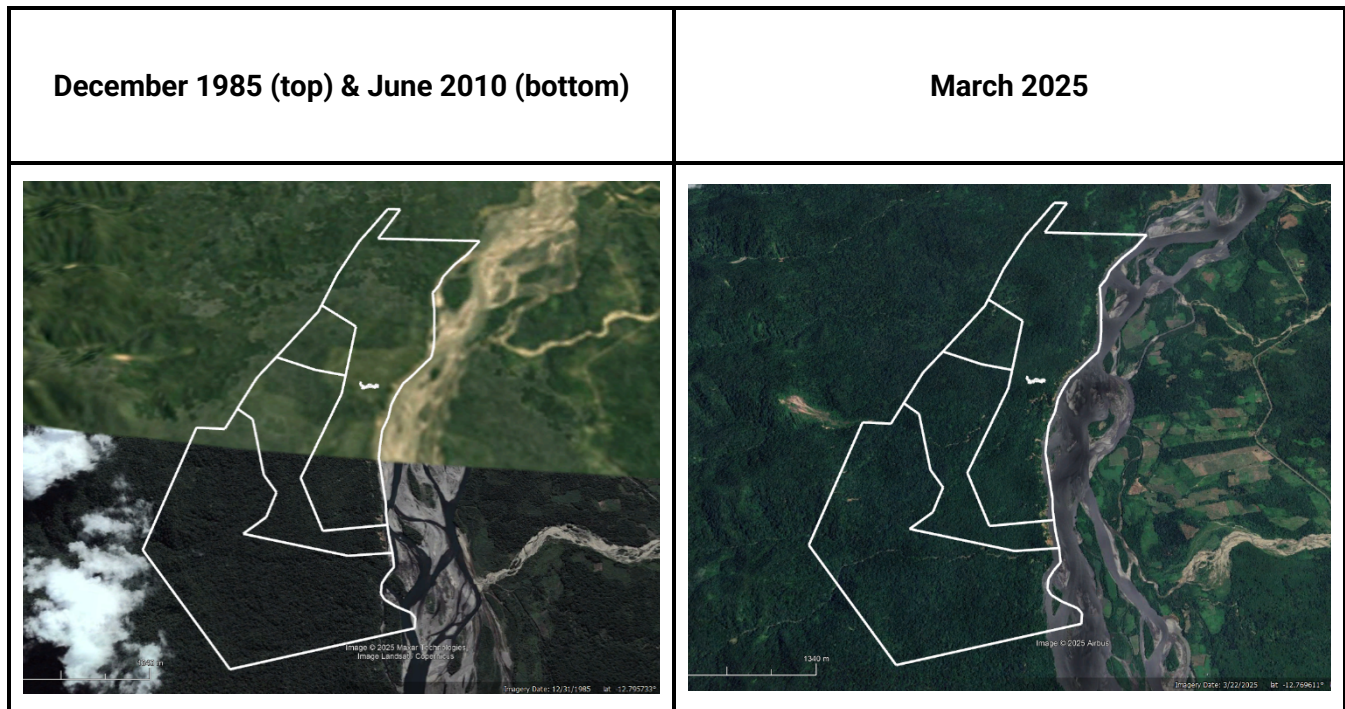 December 1985 (top) & June 2010 (bottom)
March 2025
Image © 2025 Maxar Technologies
Image Landsat / Copernicus
Imagery Date: 12/31/1985 lat -12.795733°
Image © 2025 Airbus
1340 m
Imagery Date: 3/22/2025 lat -12.769611°